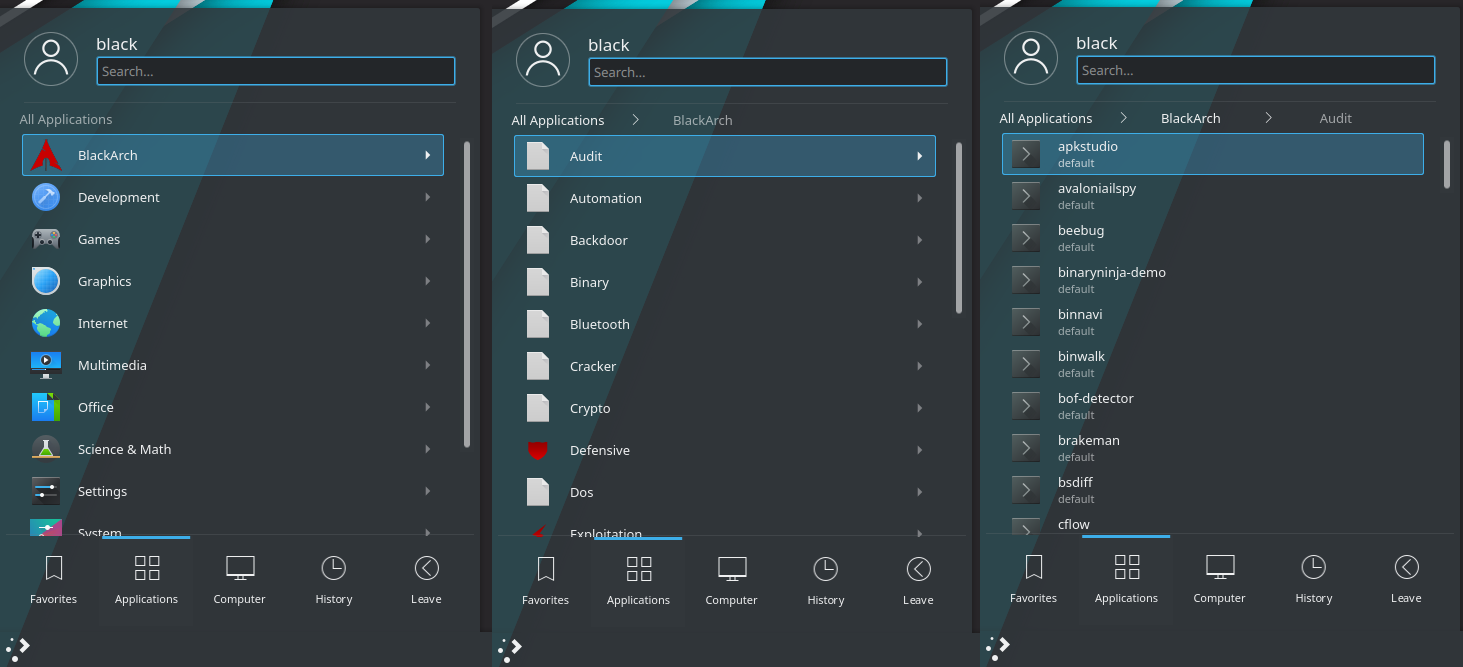 black
Search...
All Applications
BlackArch
Development
Games
Graphics
Internet
Multimedia
Office
Science & Math
Settings
System
Favorites
Applications
Computer
History
Leave
black
Search...
All Applications
BlackArch
Audit
Automation
Backdoor
Binary
Bluetooth
Cracker
Crypto
Defensive
Dos
Exploitation
Favorites
Applications
Computer
History
Leave
black
Search...
All Applications
BlackArch
Audit
apkstudio
default
avaloniailspy
default
beebug
default
binaryninja-demo
default
binnavi
default
binwalk
default
bof-detector
default
brakeman
default
bsdiff
default
cflow
Favorites
Applications
Computer
History
Leave